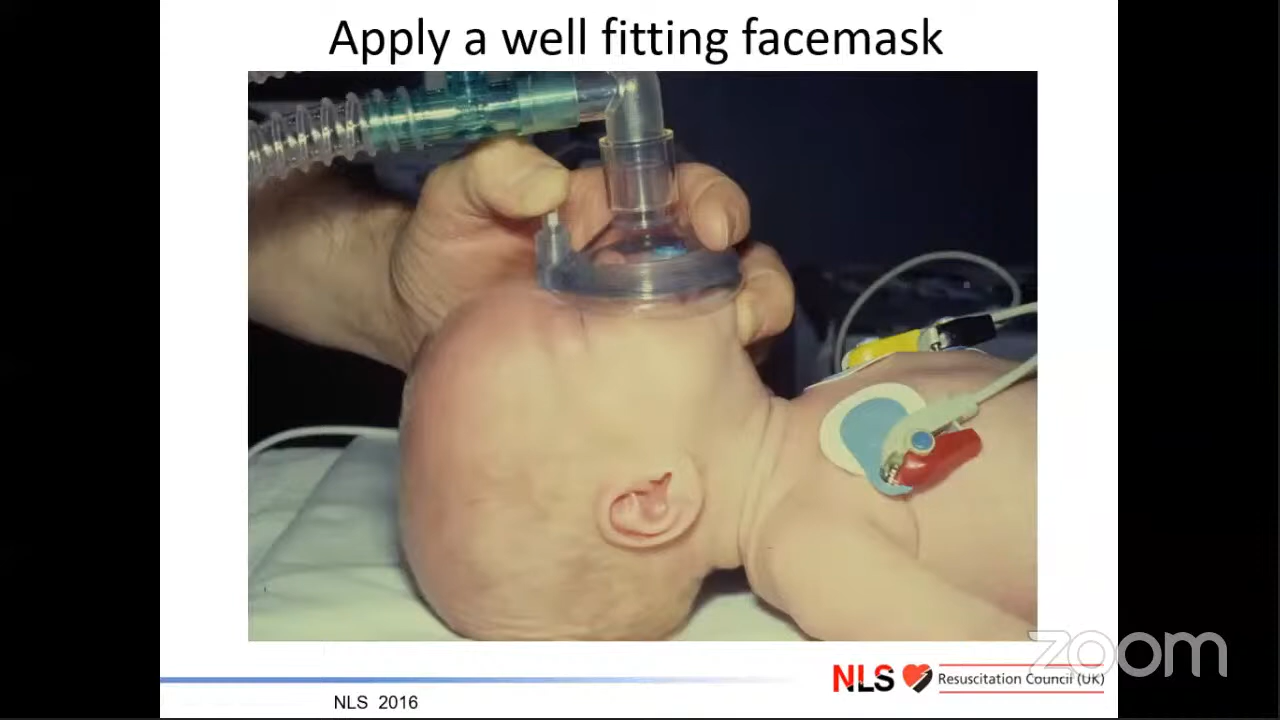 Apply a well fitting facemask
NLS Resuscitation Council (UK)
zoom
NLS 2016